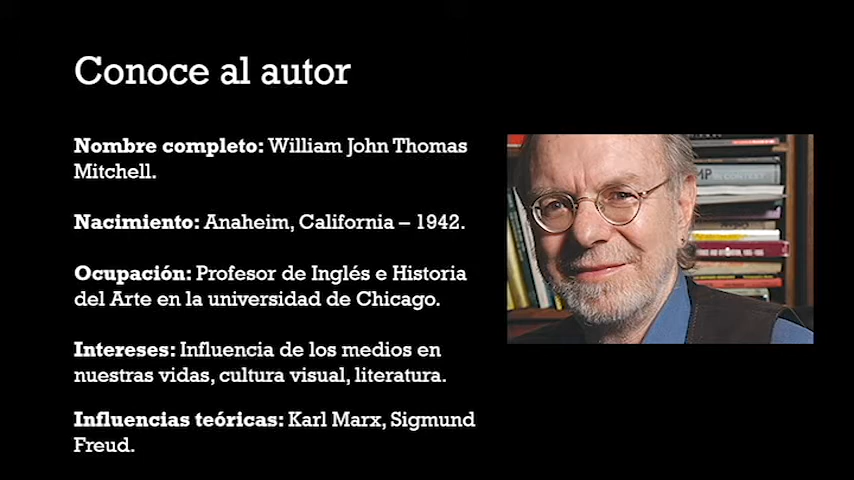 Conoce al autor
Nombre completo: William John Thomas
Mitchell.
Nacimiento: Anaheim, California – 1942.
Ocupación: Profesor de Inglés e Historia
del Arte en la universidad de Chicago.
Intereses: Influencia de los medios en
nuestras vidas, cultura visual, literatura.
Influencias teóricas: Karl Marx, Sigmund
Freud.